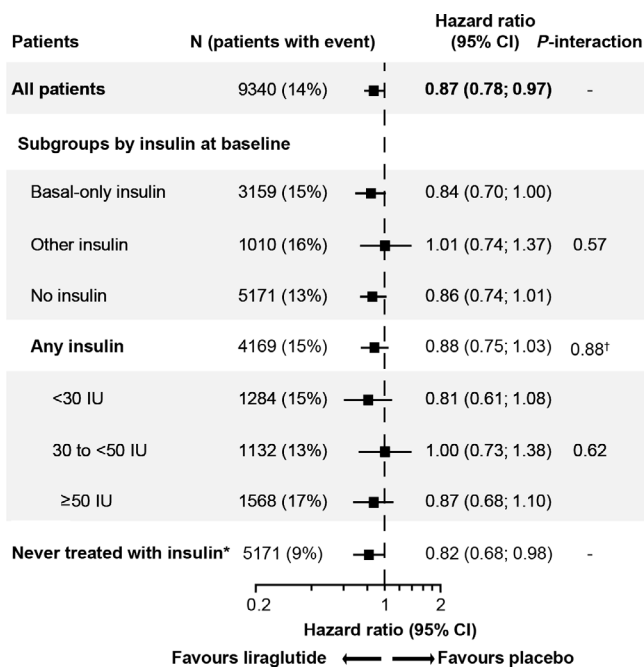 Patients N (patients with event) Hazard ratio (95% CI) P-interaction
All patients 9340 (14%) 0.87 (0.78; 0.97) -
Subgroups by insulin at baseline
Basal-only insulin 3159 (15%) 0.84 (0.70; 1.00)
Other insulin 1010 (16%) 1.01 (0.74; 1.37) 0.57
No insulin 5171 (13%) 0.86 (0.74; 1.01)
Any insulin 4169 (15%) 0.88 (0.75; 1.03) 0.88†
<30 IU 1284 (15%) 0.81 (0.61; 1.08)
30 to <50 IU 1132 (13%) 1.00 (0.73; 1.38) 0.62
≥50 IU 1568 (17%) 0.87 (0.68; 1.10)
Never treated with insulin* 5171 (9%) 0.82 (0.68; 0.98) -
0.2 1 2
Hazard ratio (95% CI)
Favours liraglutide Favours placebo